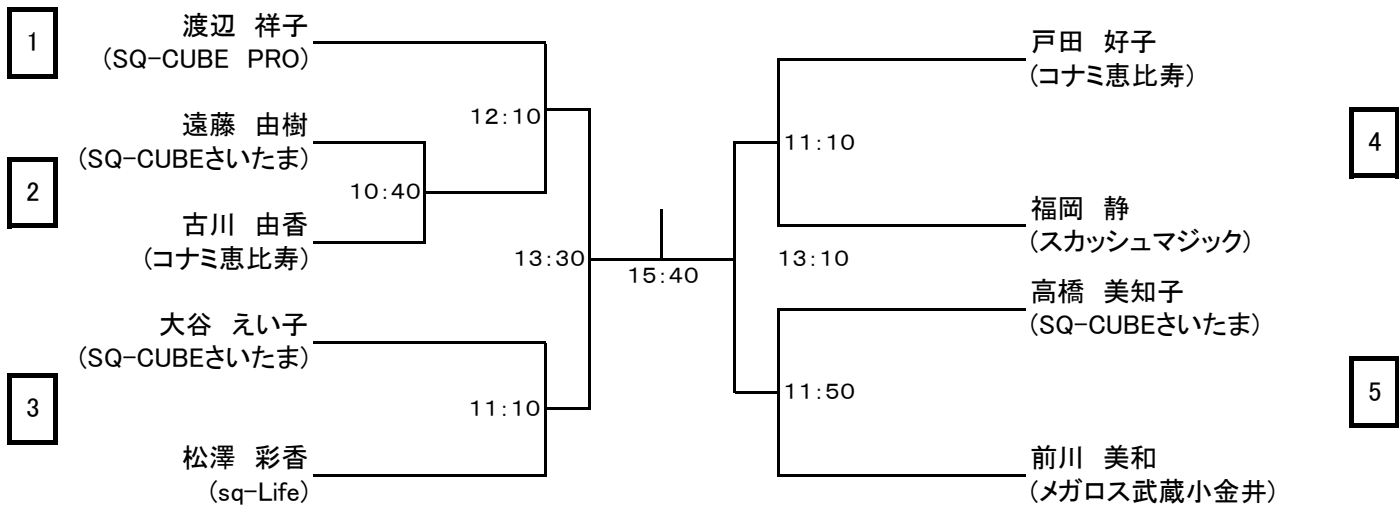 1
渡辺　祥子
(SQ-CUBE　PRO)
遠藤　由樹
(SQ-CUBEさいたま)
2
古川　由香
(コナミ恵比寿)
大谷　えい子
(SQ-CUBEさいたま)
3
松澤　彩香
(sq-Life)
12:10
10:40
13:30
11:10
15:40
戸田　好子
(コナミ恵比寿)
11:10
4
福岡　静
(スカッシュマジック)
13:10
高橋　美知子
(SQ-CUBEさいたま)
11:50
5
前川　美和
(メガロス武蔵小金井)